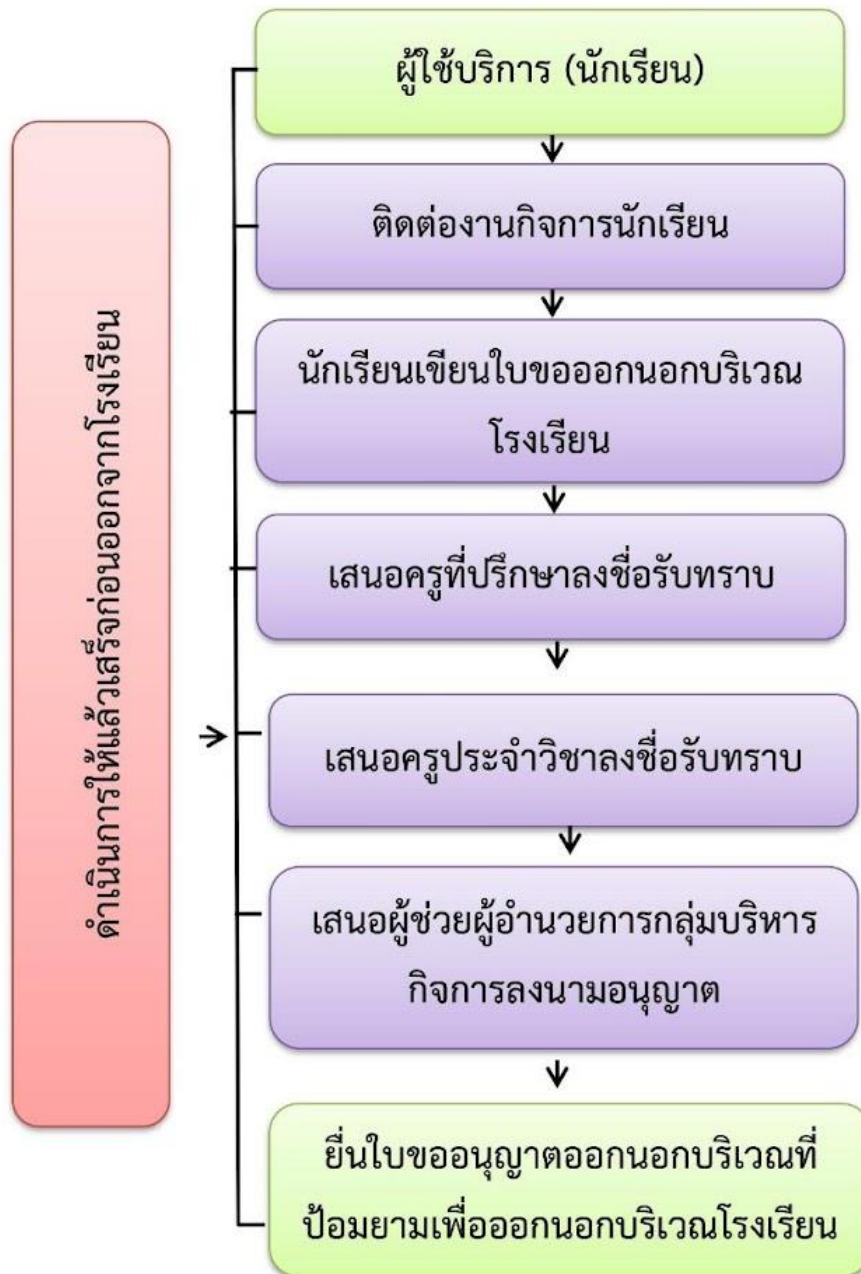 ผู้ใช้บริการ (นักเรียน)
ติดต่องานกิจการนักเรียน
นักเรียนเขียนใบขอออกนอกบริเวณ
โรงเรียน
เสนอครูที่ปรึกษาลงชื่อรับทราบ
เสนอครูประจำวิชาลงชื่อรับทราบ
เสนอผู้ช่วยผู้อำนวยการกลุ่มบริหาร
กิจการลงนามอนุญาต
ยื่นใบขออนุญาตออกนอกบริเวณที่
ป้อมยามเพื่อออกนอกบริเวณโรงเรียน
ดำเนินการให้แล้วเสร็จก่อนออกจากโรงเรียน